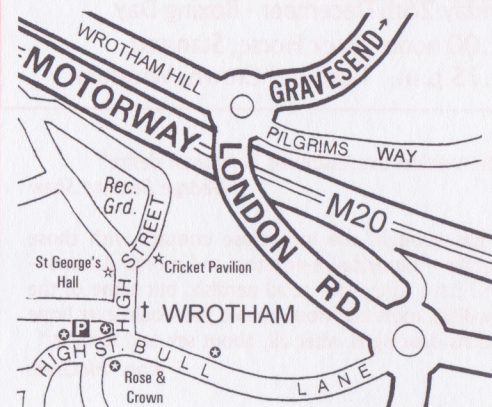 WROTHAM HILL
GRAVESEND
MOTORWAY
PILGRIMS WAY
LONDON RD
M20
Rec.
Grd.
HIGH STREET
St George's
Hall
Cricket Pavilion
WROTHAM
P
HIGH ST.
BULL LANE
Rose &
Crown